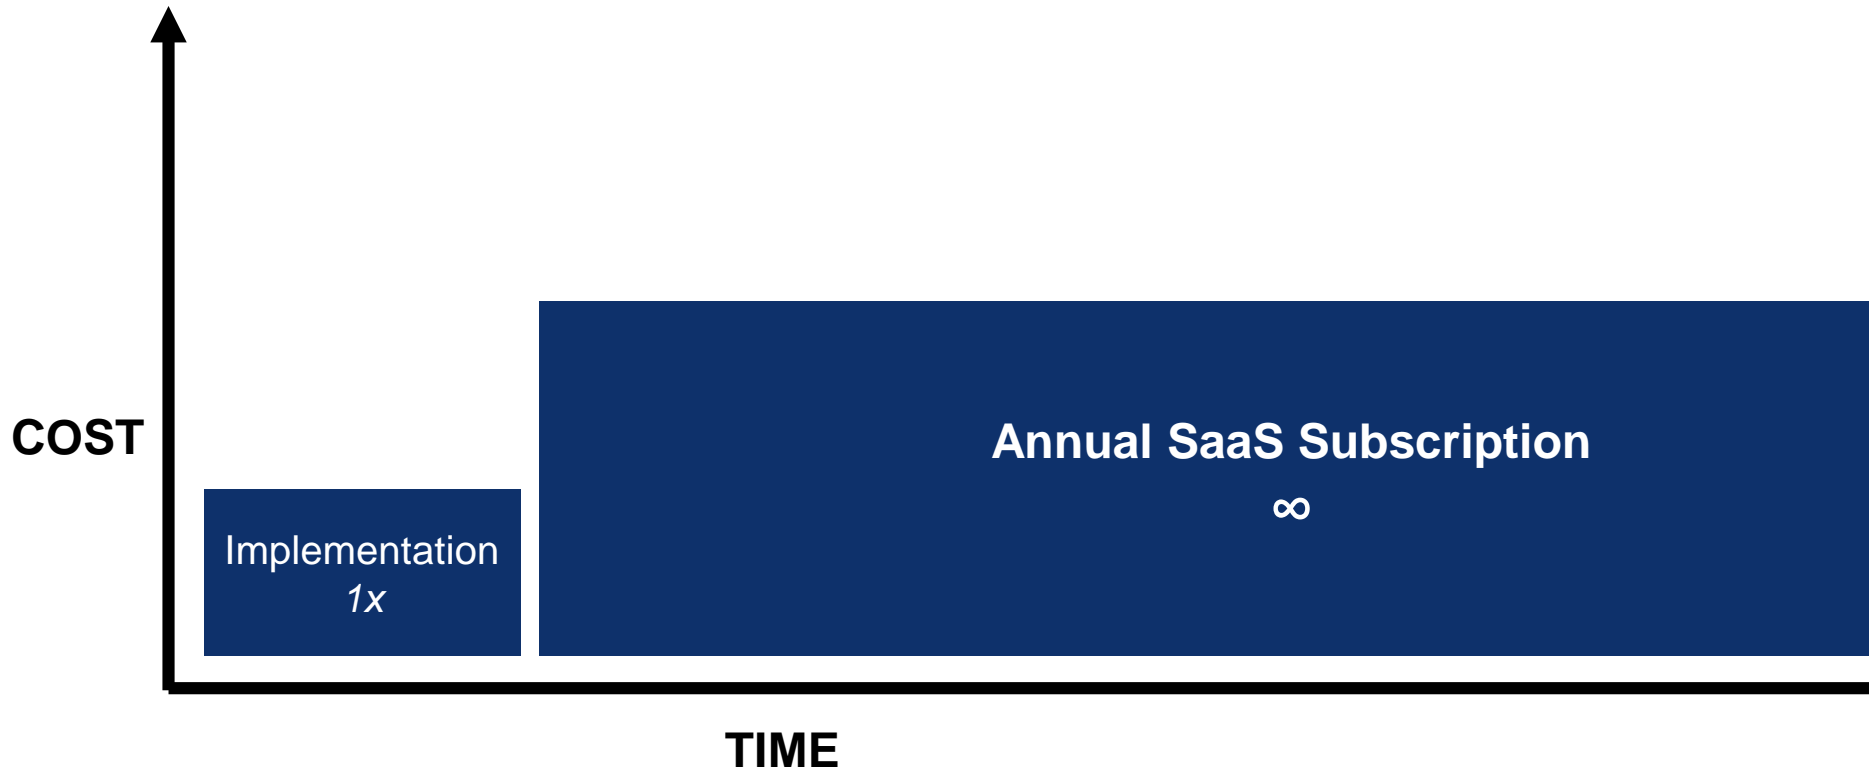 COST
Implementation
1x
Annual SaaS Subscription
∞
TIME